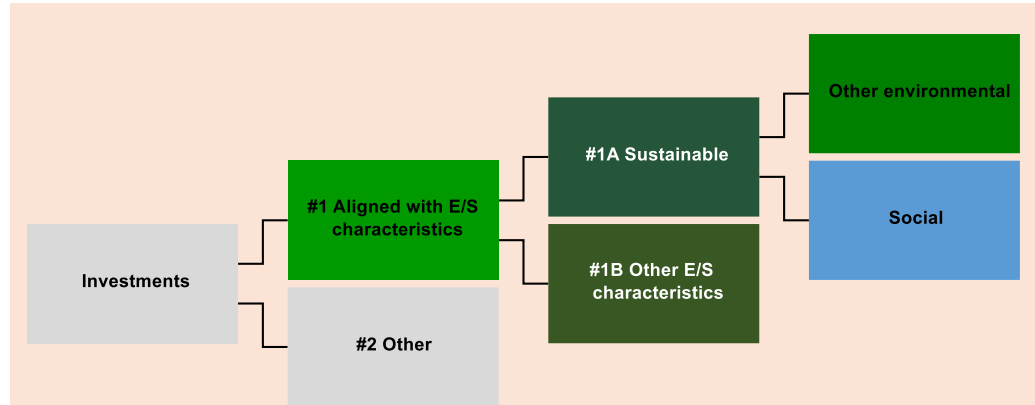 Investments
#1 Aligned with E/S
characteristics
#2 Other
#1A Sustainable
#1B Other E/S
characteristics
Other environmental
Social